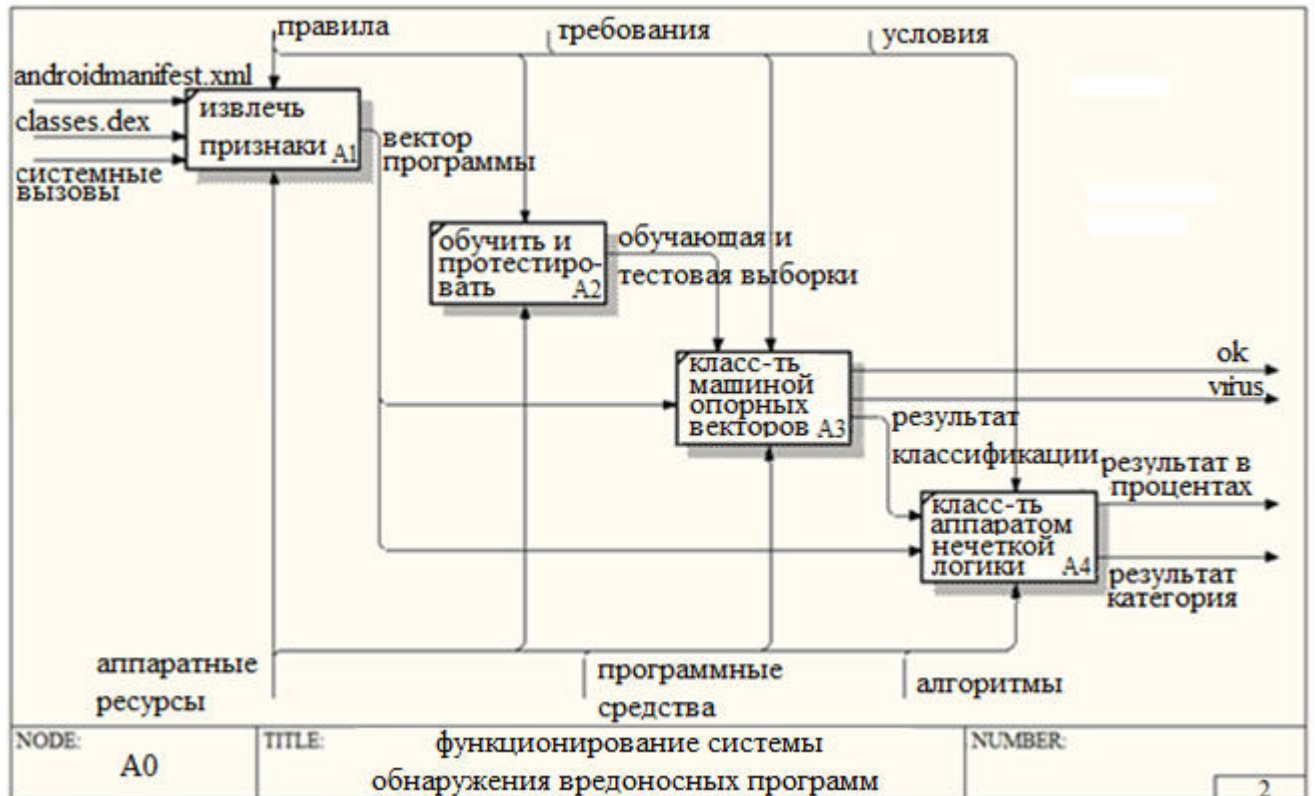 правила
требования
условия
androidmanifest.xml
classes.dex
системные
вызовы
извлечь
признаки A1
вектор
программы
обучить и
протестиро-
вать A2
обучающая и
тестовая выборки
класс-ть
машиной
опорных
векторов A3
ok
virus
результат
классификации
результат в
процентах
класс-ть
аппаратом
нечеткой
логики A4
результат
категория
аппаратные
ресурсы
программные
средства
алгоритмы
NODE:
A0
TITLE:
функционирование системы
обнаружения вредоносных программ
NUMBER:
2